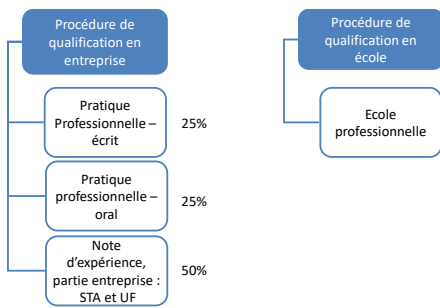 Procédure de
qualification en
entreprise
Pratique
Professionnelle –
écrit
25%
Pratique
professionnelle –
oral
25%
Note
d'expérience,
partie entreprise :
STA et UF
50%
Procédure de
qualification en
école
Ecole
professionnelle